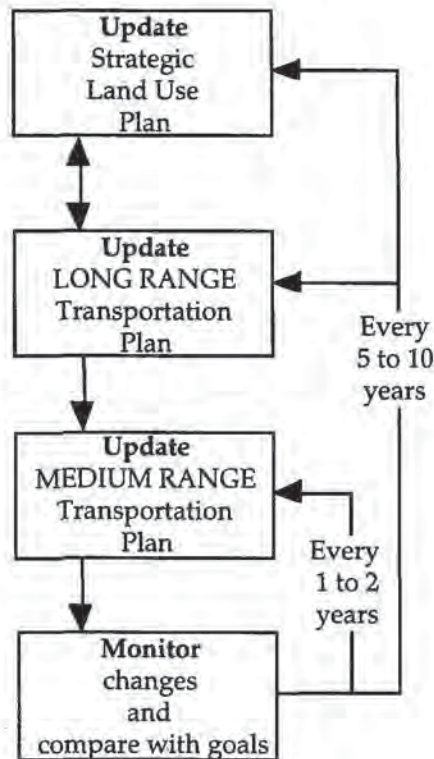 Update
Strategic
Land Use
Plan
Update
LONG RANGE
Transportation
Plan
Every
5 to 10
years
Update
MEDIUM RANGE
Transportation
Plan
Every
1 to 2
years
Monitor
changes
and
compare with goals